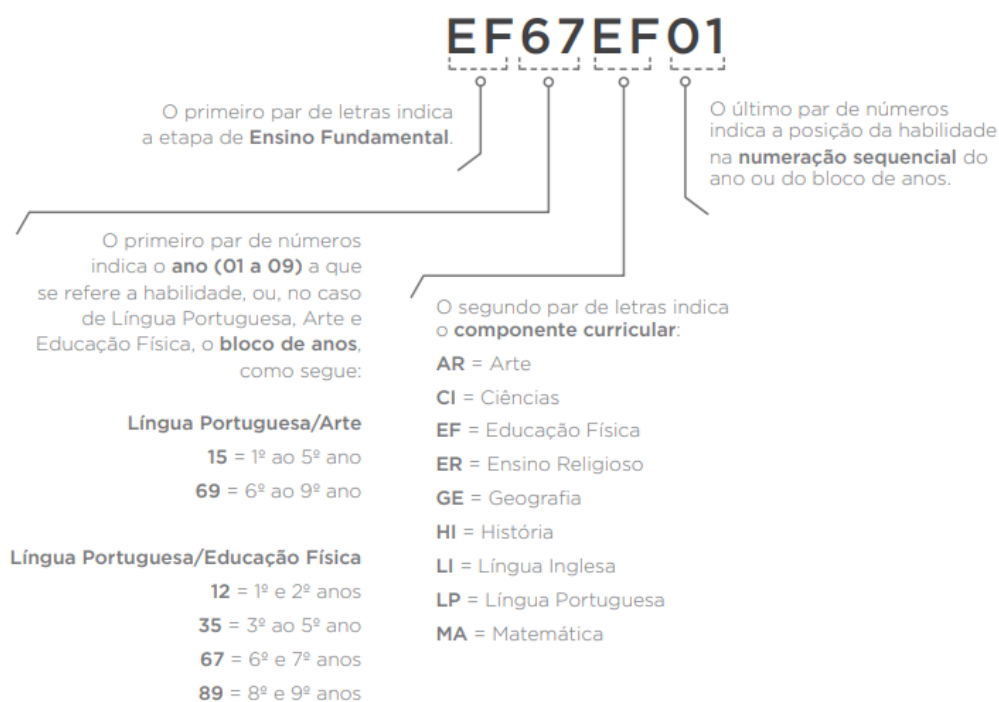 EF67EF01
O primeiro par de letras indica
a etapa de Ensino Fundamental.
O último par de números
indica a posição da habilidade
na numeração sequencial do
ano ou do bloco de anos.
O primeiro par de números
indica o ano (01 a 09) a que
se refere a habilidade, ou, no caso
de Língua Portuguesa, Arte e
Educação Física, o bloco de anos,
como segue:
Língua Portuguesa/Arte
15 = 1º ao 5º ano
69 = 6º ao 9º ano
Língua Portuguesa/Educação Física
12 = 1º e 2º anos
35 = 3º ao 5º ano
67 = 6º e 7º anos
89 = 8º e 9º anos
O segundo par de letras indica
o componente curricular:
AR = Arte
CI = Ciências
EF = Educação Física
ER = Ensino Religioso
GE = Geografia
HI = História
LI = Língua Inglesa
LP = Língua Portuguesa
MA = Matemática